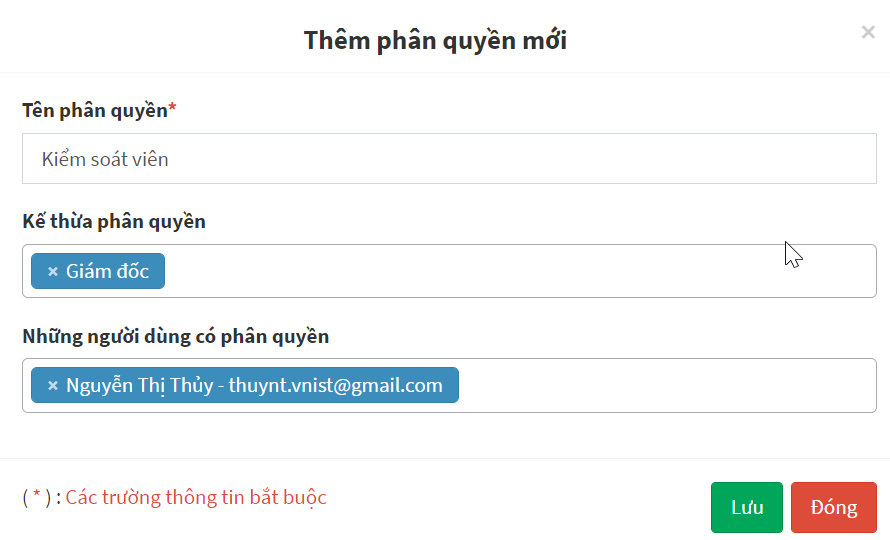 Thêm phân quyền mới
×
Tên phân quyền*
Kiểm soát viên
Kế thừa phân quyền
× Giám đốc
Những người dùng có phân quyền
× Nguyễn Thị Thủy - thuynt.vnist@gmail.com
( * ) : Các trường thông tin bắt buộc
Lưu Đóng